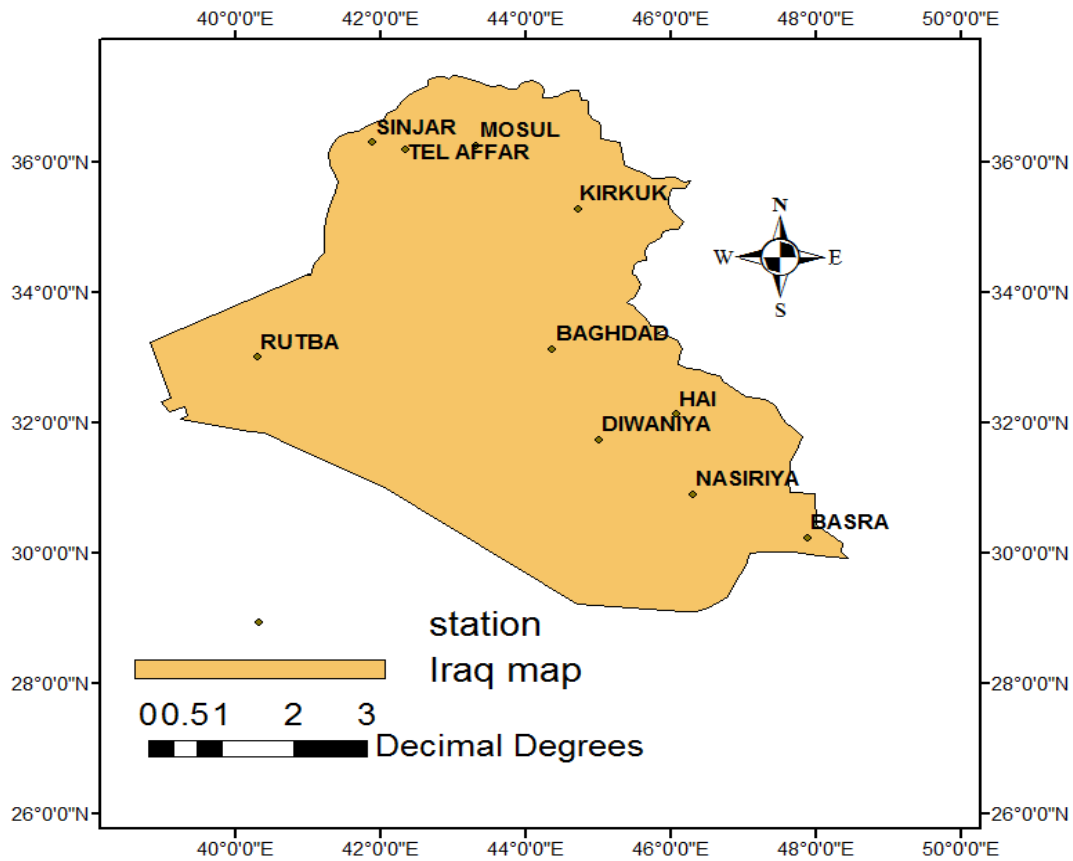 40°0'0"E 42°0'0"E 44°0'0"E 46°0'0"E 48°0'0"E 50°0'0"E
SINJAR MOSUL
TEL AFFAR
36°0'0"N 36°0'0"N
KIRKUK
N
W E
S
34°0'0"N 34°0'0"N
BAGHDAD
RUTBA
HAI
32°0'0"N 32°0'0"N
DIWANIYA
NASIRIYA
BASRA
30°0'0"N 30°0'0"N
station
Iraq map
28°0'0"N 28°0'0"N
0 0.5 1 2 3
Decimal Degrees
26°0'0"N 26°0'0"N
40°0'0"E 42°0'0"E 44°0'0"E 46°0'0"E 48°0'0"E 50°0'0"E